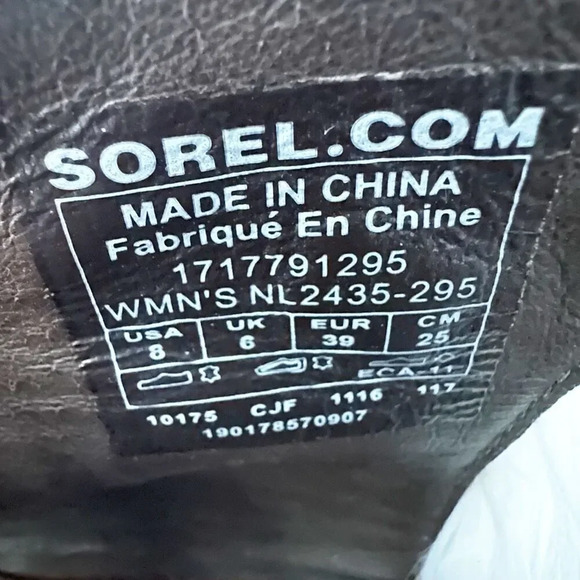 SOREL.COM
MADE IN CHINA
Fabriqué En Chine
1717791295
WMN'S NL2435-295
USA UK EUR CM
8 6 39 25
ECA-11
10175 CJF 1116 117
190178570907